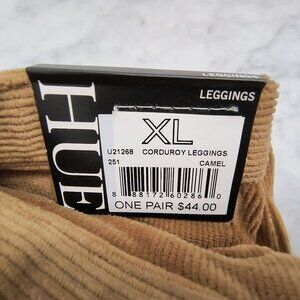 LEGGINGS
HUE
XL
U21268 CORDUROY LEGGINGS
251 CAMEL
8 88172 60286 0
ONE PAIR $44.00